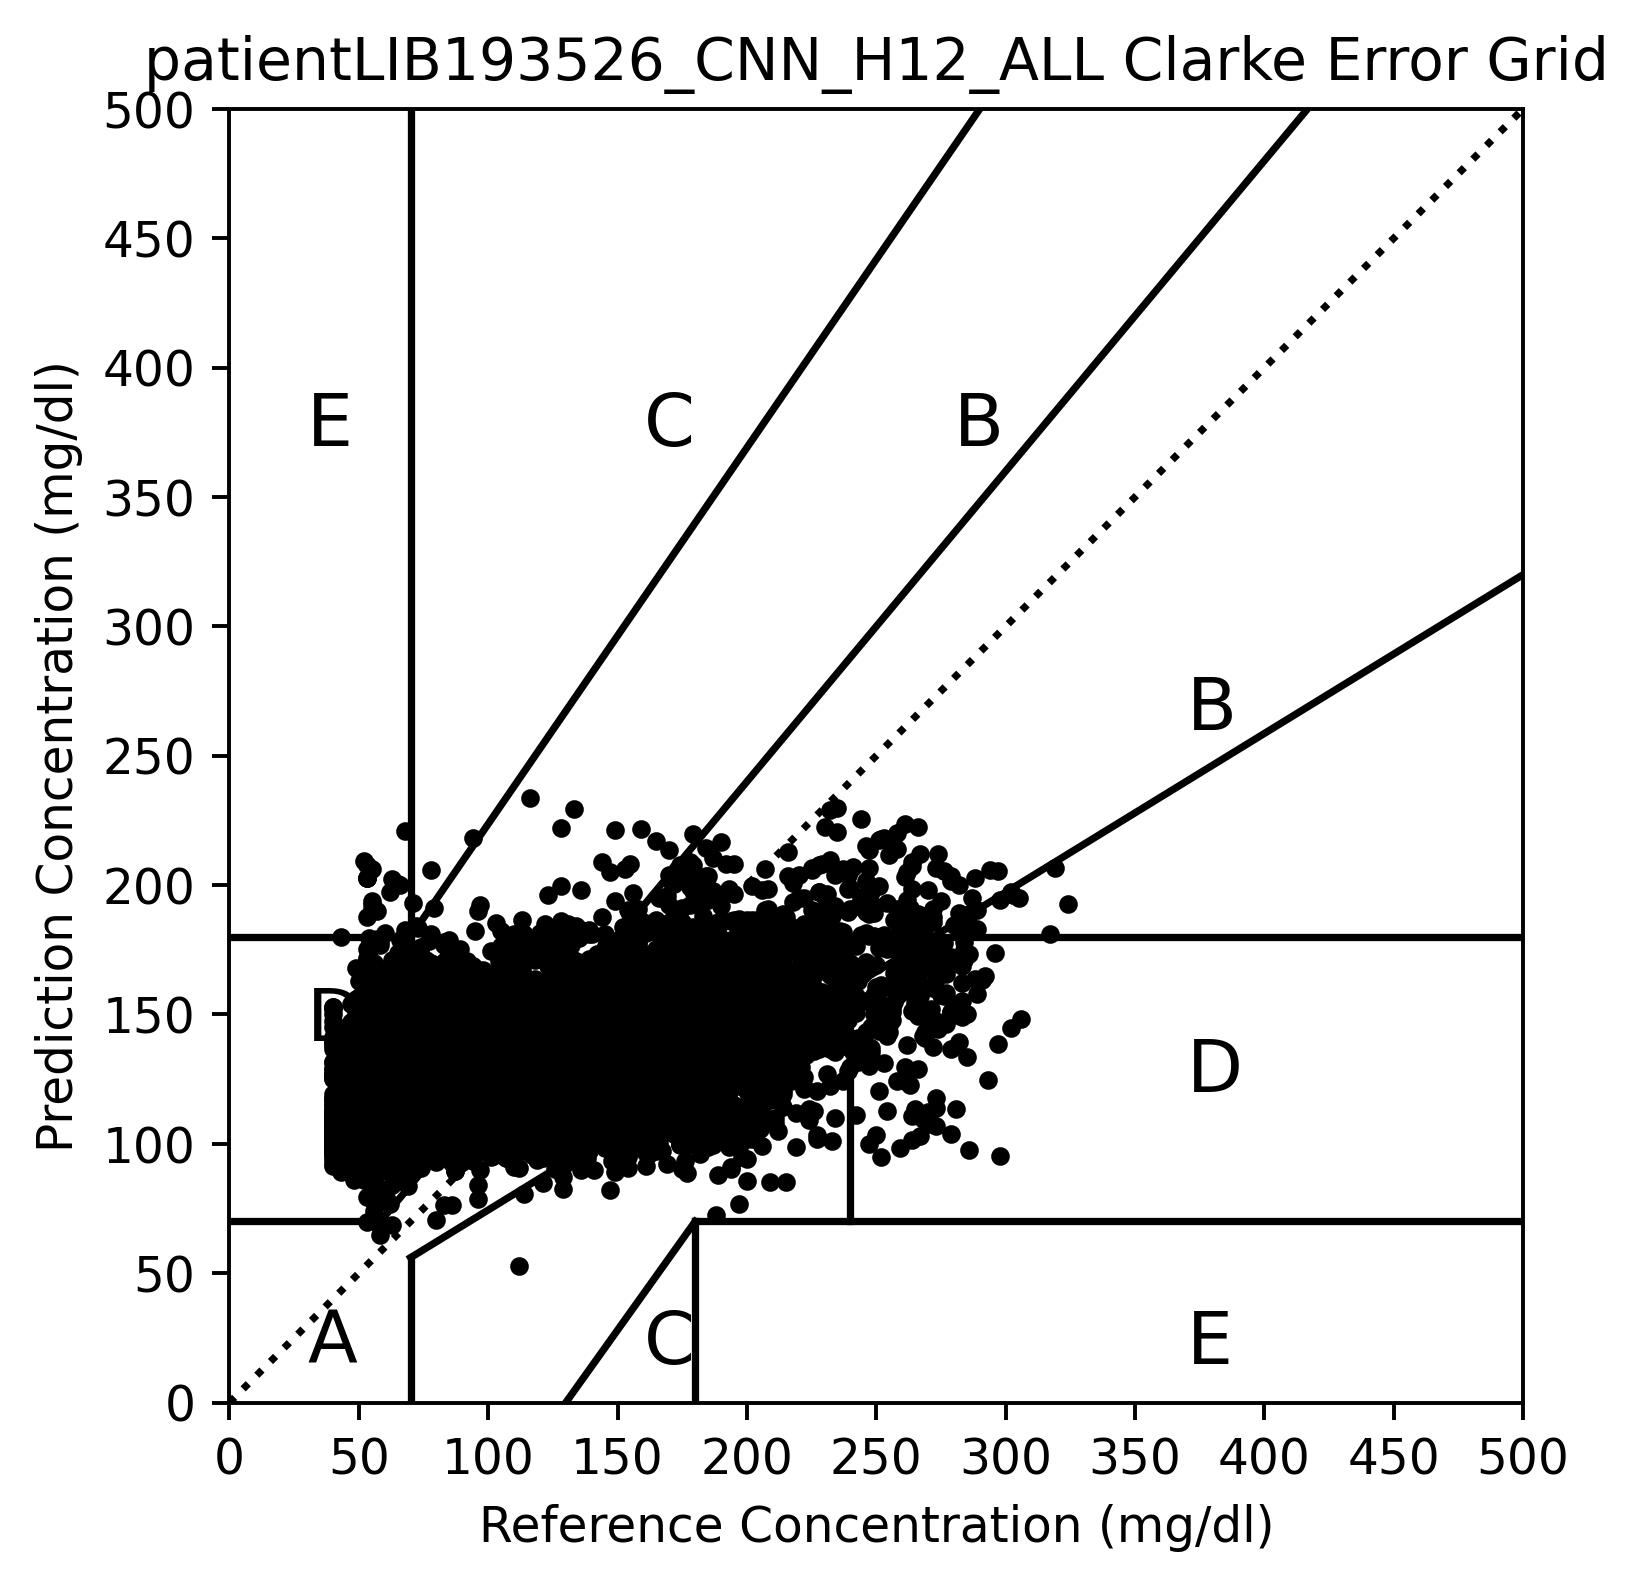 patientLIB193526_CNN_H12_ALL Clarke Error Grid
Prediction Concentration (mg/dl)
500
450
400
350
300
250
200
150
100
50
0
E
C
B
B
D
D
A
C
E
0 50 100 150 200 250 300 350 400 450 500
Reference Concentration (mg/dl)